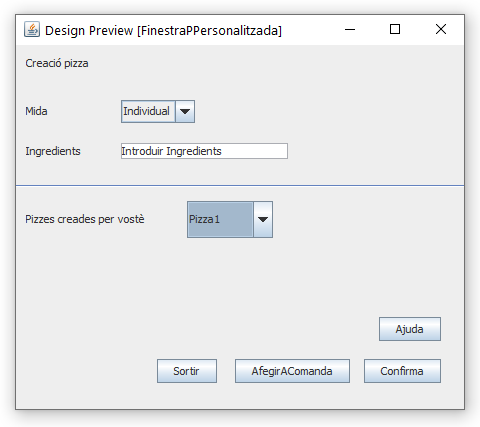 Design Preview [FinestraPPersonalitzada]
Creació pizza
Mida Individual
Ingredients Introduir Ingredients
Pizzes creades per vostè Pizza1
Ajuda
Sortir AfegirAComanda Confirma